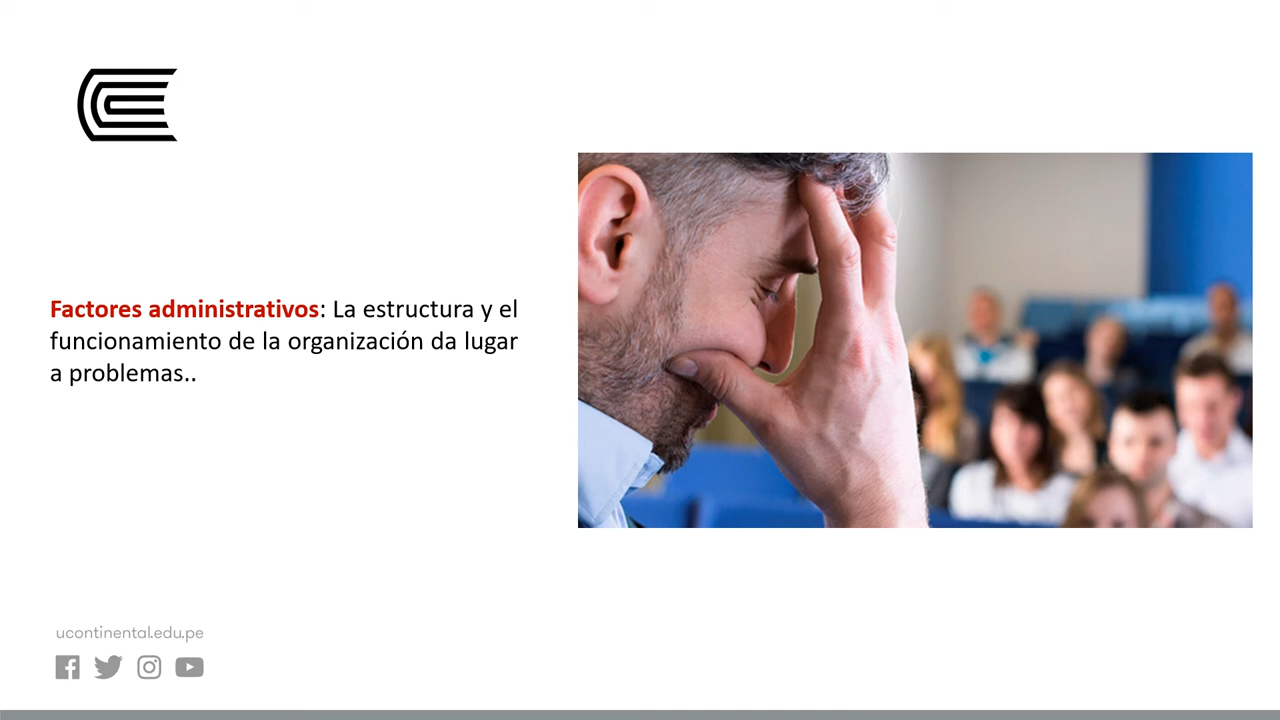 Factores administrativos: La estructura y el
funcionamiento de la organización da lugar
a problemas..
ucontinental.edu.pe